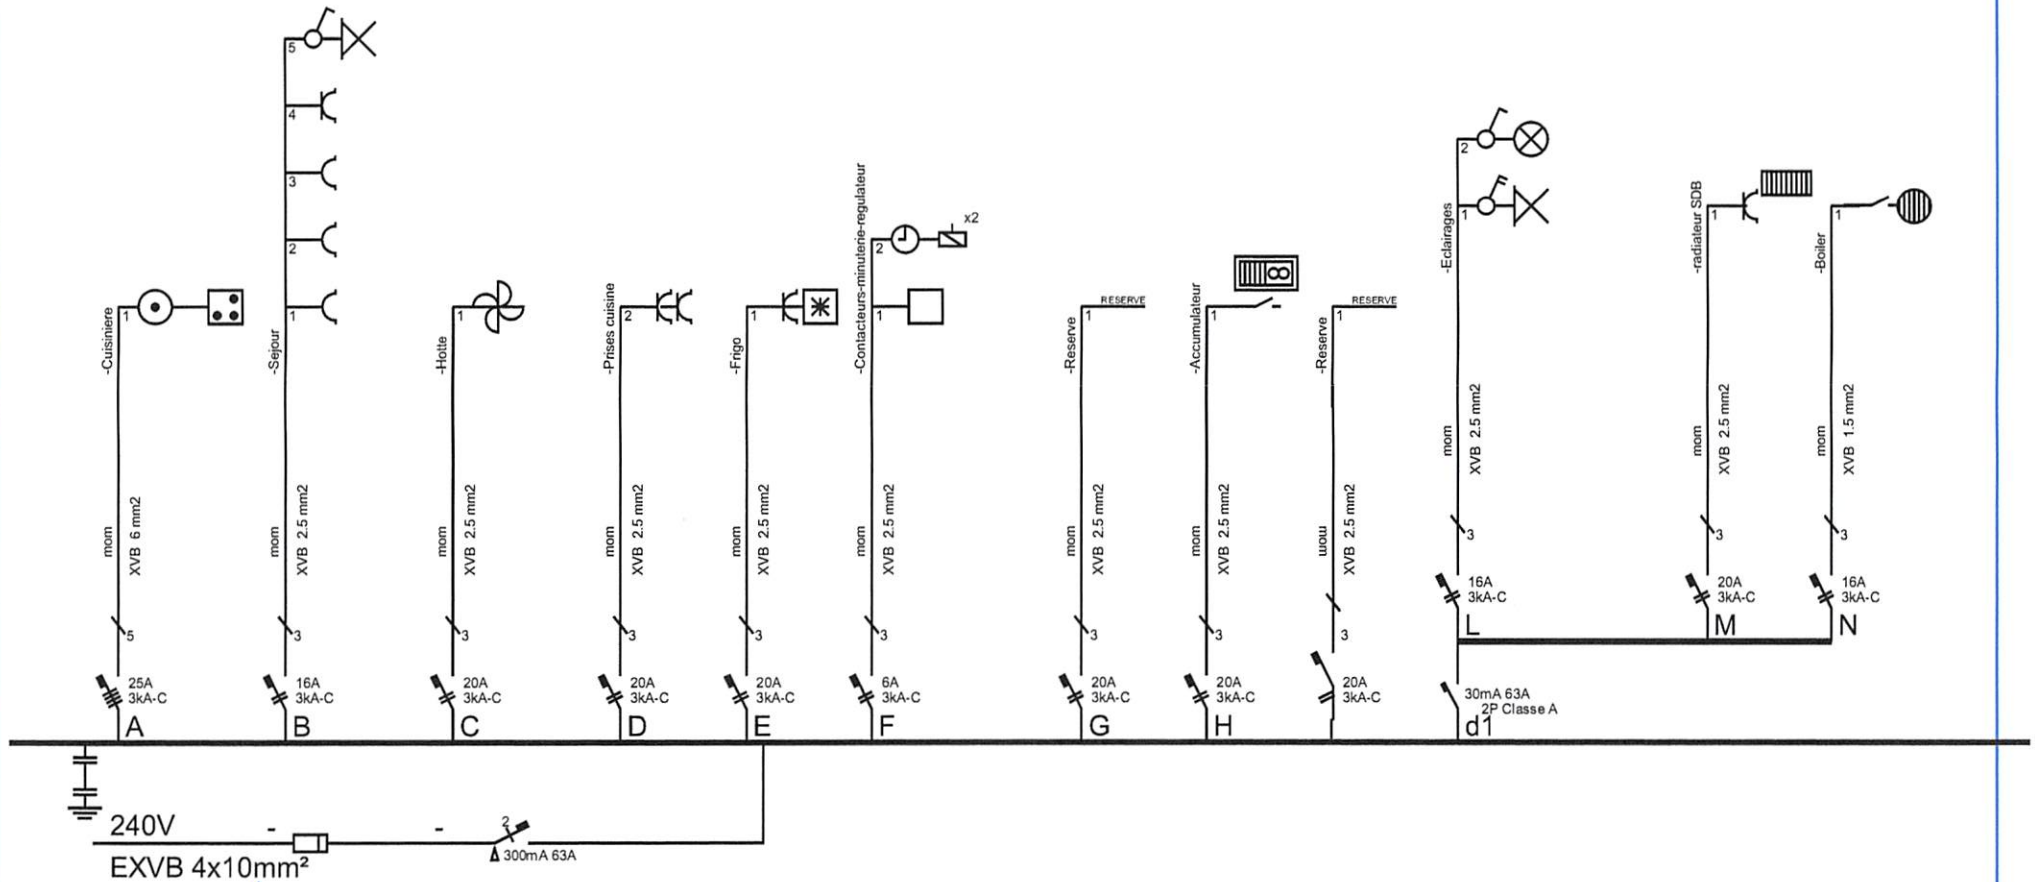 5
4
3
2
1
-Sejour
mom
XVB 2.5 mm2
3
16A
3kA-C
B
1
-Cuisiniere
mom
XVB 6 mm2
5
25A
3kA-C
A
1
-Hotte
mom
XVB 2.5 mm2
3
20A
3kA-C
C
2
-Prises cuisine
mom
XVB 2.5 mm2
3
20A
3kA-C
D
1
-Frigo
mom
XVB 2.5 mm2
3
20A
3kA-C
E
x2
2
1
-Contacteurs-minuterie-regulateur
mom
XVB 2.5 mm2
3
6A
3kA-C
F
RESERVE
1
-Reserve
mom
XVB 2.5 mm2
3
20A
3kA-C
G
8
1
-Accumulateur
mom
XVB 2.5 mm2
3
20A
3kA-C
H
RESERVE
1
-Reserve
mom
XVB 2.5 mm2
3
20A
3kA-C
2
1
-Eclairages
mom
XVB 2.5 mm2
3
16A
3kA-C
L
1
-radiateur SDB
mom
XVB 2.5 mm2
3
20A
3kA-C
M
1
-Boiler
mom
XVB 1.5 mm2
3
16A
3kA-C
N
30mA 63A
2P Classe A
d1
240V
- -
2
Δ 300mA 63A
EXVB 4x10mm²